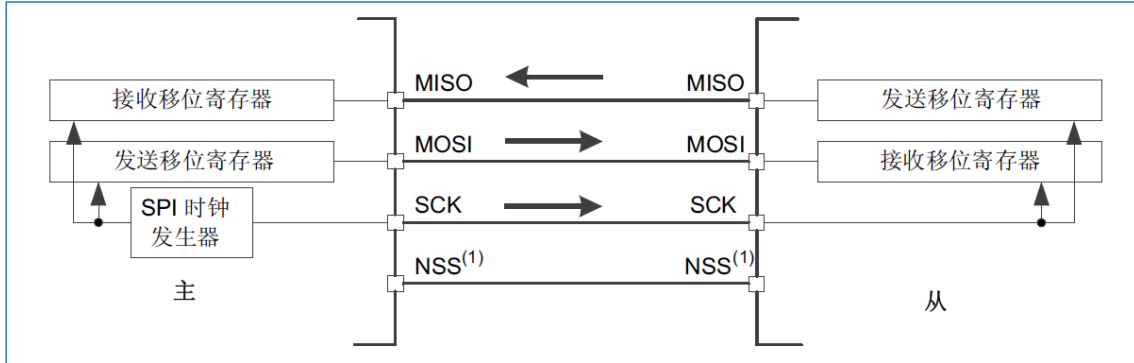 MISO MISO
接收移位寄存器 发送移位寄存器
MOSI MOSI
发送移位寄存器 接收移位寄存器
SPI 时钟
发生器
SCK SCK
NSS(1) NSS(1)
主 从